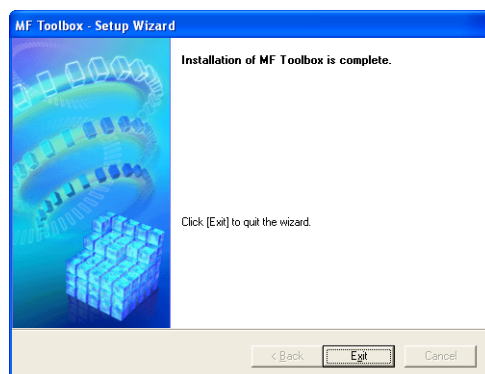 MF Toolbox - Setup Wizard
Installation of MF Toolbox is complete.
Click [Exit] to quit the wizard.
< Back Exit Cancel